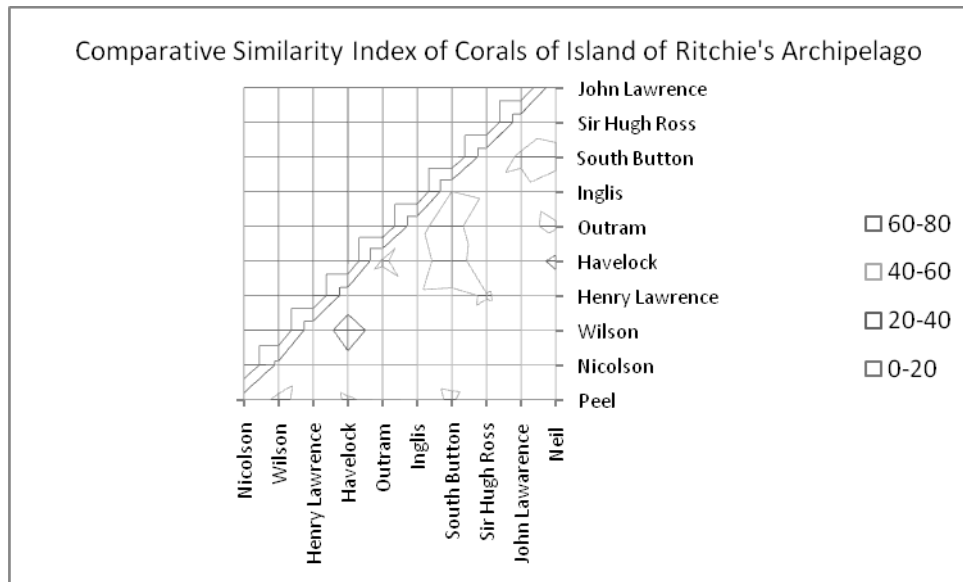 Comparative Similarity Index of Corals of Island of Ritchie's Archipelago
John Lawrence
Sir Hugh Ross
South Button
Inglis
Outram
Havelock
Henry Lawrence
Wilson
Nicolson
Peel
60-80
40-60
20-40
0-20
Nicolson
Wilson
Henry Lawrence
Havelock
Outram
Inglis
South Button
Sir Hugh Ross
John Lawarence
Neil